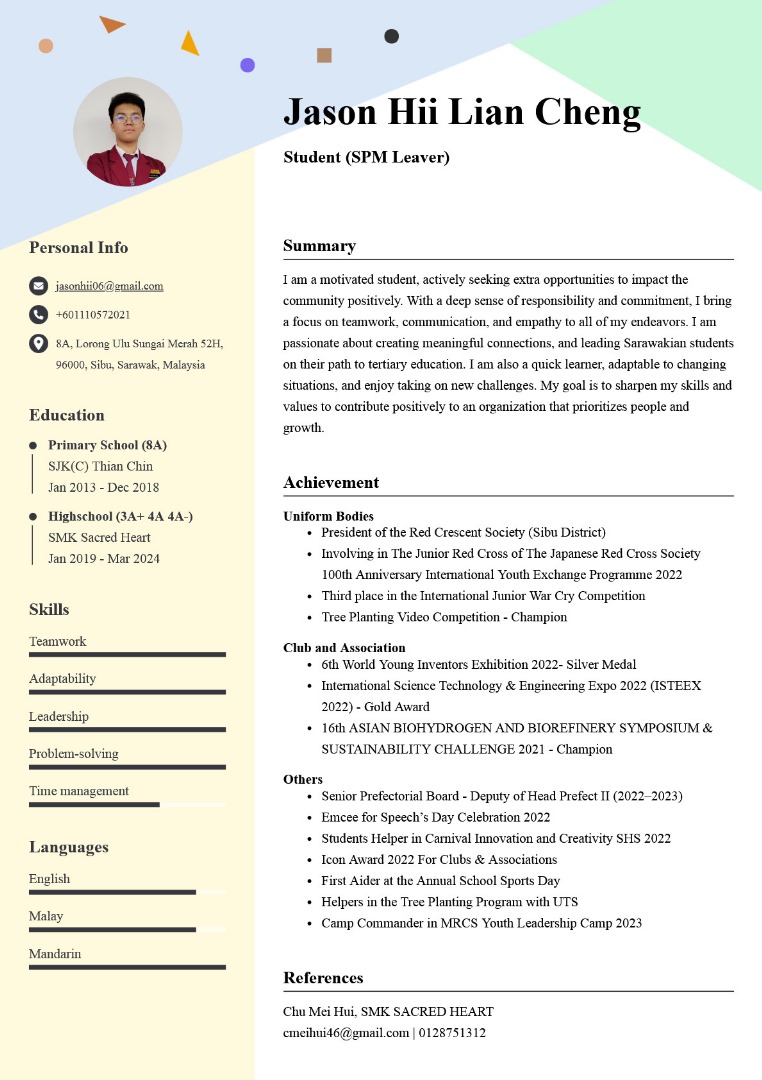 Jason Hii Lian Cheng
Student (SPM Leaver)
Personal Info
jasonhii06@gmail.com
+601110572021
8A, Lorong Ulu Sungai Merah 52H,
96000, Sibu, Sarawak, Malaysia
Education
Primary School (8A)
SJK(C) Thian Chin
Jan 2013 - Dec 2018
Highschool (3A+ 4A 4A-)
SMK Sacred Heart
Jan 2019 - Mar 2024
Skills
Teamwork
Adaptability
Leadership
Problem-solving
Time management
Languages
English
Malay
Mandarin
Summary
I am a motivated student, actively seeking extra opportunities to impact the
community positively. With a deep sense of responsibility and commitment, I bring
a focus on teamwork, communication, and empathy to all of my endeavors. I am
passionate about creating meaningful connections, and leading Sarawakian students
on their path to tertiary education. I am also a quick learner, adaptable to changing
situations, and enjoy taking on new challenges. My goal is to sharpen my skills and
values to contribute positively to an organization that prioritizes people and
growth.
Achievement
Uniform Bodies
• President of the Red Crescent Society (Sibu District)
• Involving in The Junior Red Cross of The Japanese Red Cross Society
100th Anniversary International Youth Exchange Programme 2022
• Third place in the International Junior War Cry Competition
• Tree Planting Video Competition - Champion
Club and Association
• 6th World Young Inventors Exhibition 2022- Silver Medal
• International Science Technology & Engineering Expo 2022 (ISTEEX
2022) - Gold Award
• 16th ASIAN BIOHYDROGEN AND BIOREFINERY SYMPOSIUM &
SUSTAINABILITY CHALLENGE 2021 - Champion
Others
• Senior Prefectorial Board - Deputy of Head Prefect II (2022–2023)
• Emcee for Speech’s Day Celebration 2022
• Students Helper in Carnival Innovation and Creativity SHS 2022
• Icon Award 2022 For Clubs & Associations
• First Aider at the Annual School Sports Day
• Helpers in the Tree Planting Program with UTS
• Camp Commander in MRCS Youth Leadership Camp 2023
References
Chu Mei Hui, SMK SACRED HEART
cmeihui46@gmail.com | 0128751312